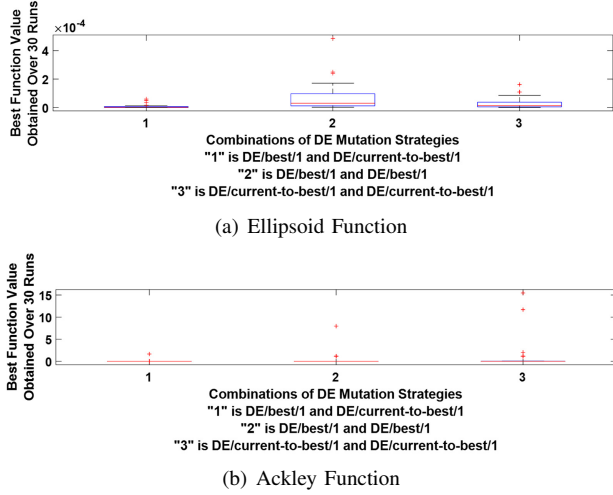 ×10-4
Best Function Value
Obtained Over 30 Runs
4
2
0
1 2 3
Combinations of DE Mutation Strategies
"1" is DE/best/1 and DE/current-to-best/1
"2" is DE/best/1 and DE/best/1
"3" is DE/current-to-best/1 and DE/current-to-best/1
(a) Ellipsoid Function
Best Function Value
Obtained Over 30 Runs
15
10
5
0
1 2 3
Combinations of DE Mutation Strategies
"1" is DE/best/1 and DE/current-to-best/1
"2" is DE/best/1 and DE/best/1
"3" is DE/current-to-best/1 and DE/current-to-best/1
(b) Ackley Function